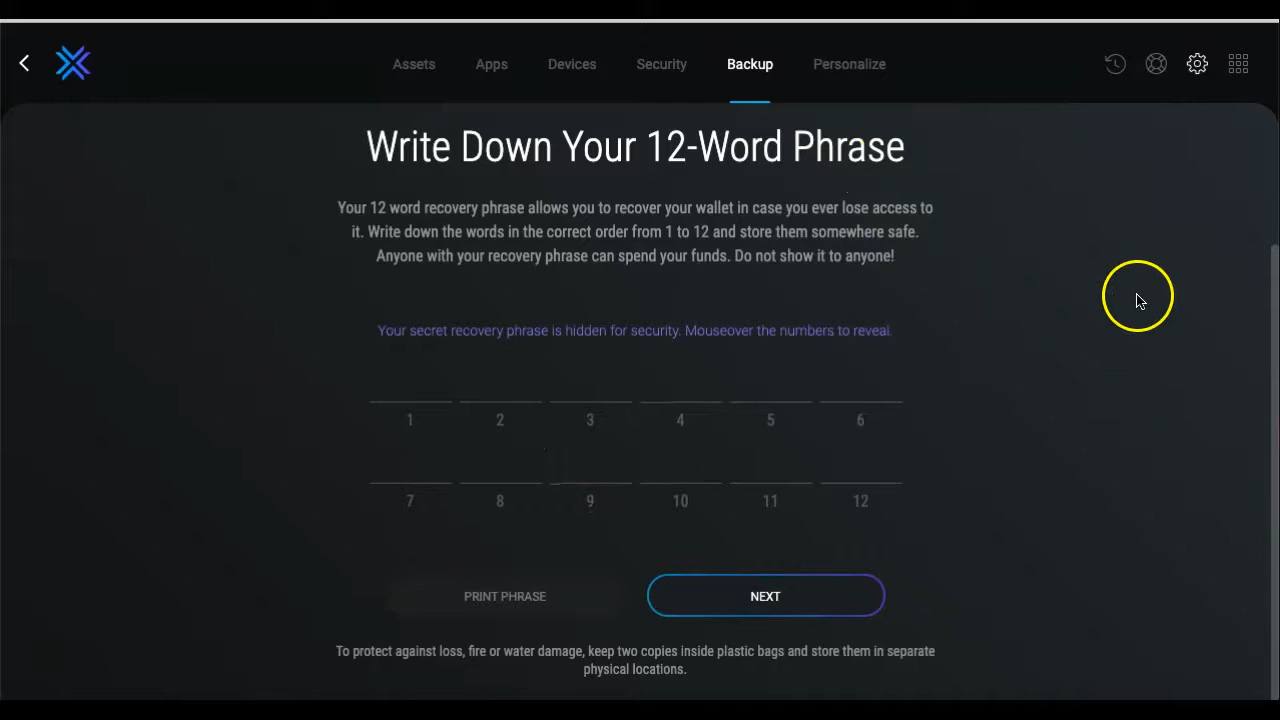 Assets Apps Devices Security Backup Personalize
Write Down Your 12-Word Phrase
Your 12 word recovery phrase allows you to recover your wallet in case you ever lose access to
it. Write down the words in the correct order from 1 to 12 and store them somewhere safe.
Anyone with your recovery phrase can spend your funds. Do not show it to anyone!
Your secret recovery phrase is hidden for security. Mouseover the numbers to reveal.
1 2 3 4 5 6
7 8 9 10 11 12
PRINT PHRASE NEXT
To protect against loss, fire or water damage, keep two copies inside plastic bags and store them in separate
physical locations.